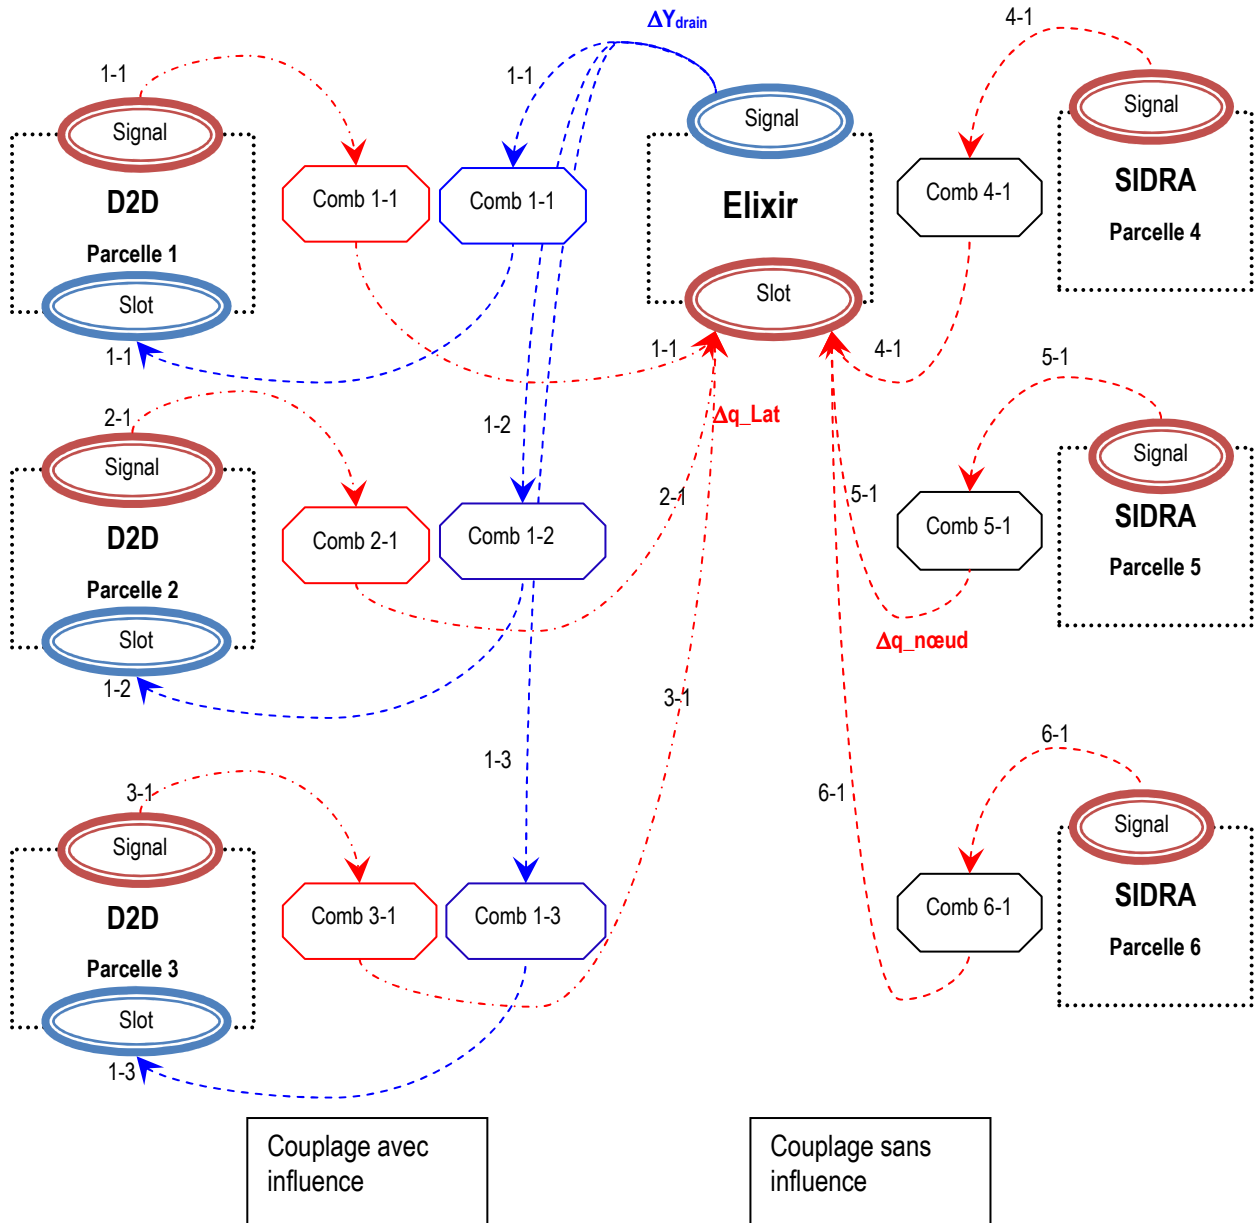 ΔYdrain
4-1
1-1
1-1
Signal
Signal
Signal
D2D
Parcelle 1
Slot
1-1
Comb 1-1
Comb 1-1
Elixir
Slot
Comb 4-1
SIDRA
Parcelle 4
1-1
4-1
5-1
2-1
Signal
D2D
Parcelle 2
Slot
1-2
Comb 2-1
1-2
Comb 1-2
Δq_Lat
2-1
5-1
Comb 5-1
Signal
SIDRA
Parcelle 5
Δq_nœud
3-1
1-3
6-1
6-1
3-1
Signal
D2D
Parcelle 3
Slot
1-3
Comb 3-1
Comb 1-3
Comb 6-1
Signal
SIDRA
Parcelle 6
Couplage avec
influence
Couplage sans
influence